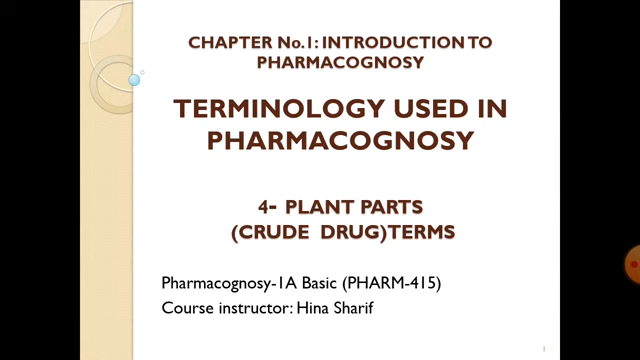 CHAPTER No.1: INTRODUCTION TO
PHARMACOGNOSY
TERMINOLOGY USED IN
PHARMACOGNOSY
4- PLANT PARTS
(CRUDE DRUG)TERMS
Pharmacognosy-1A Basic (PHARM-415)
Course instructor: Hina Sharif
1